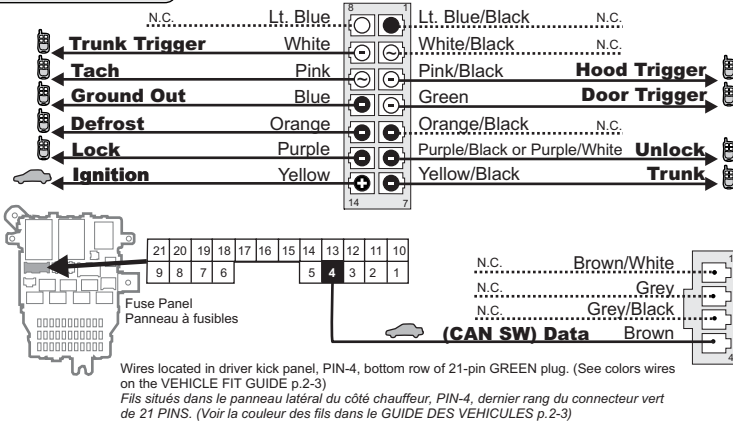 8 1
N.C. Lt. Blue Lt. Blue/Black N.C.
Trunk Trigger White White/Black N.C.
Tach Pink Pink/Black Hood Trigger
Ground Out Blue Green Door Trigger
Defrost Orange Orange/Black N.C.
Lock Purple Purple/Black or Purple/White Unlock
Ignition Yellow Yellow/Black Trunk
14 7
21 20 19 18 17 16 15 14 13 12 11 10
9 8 7 6 5 4 3 2 1
Fuse Panel
Panneau à fusibles
N.C. Brown/White 1
N.C. Grey
N.C. Grey/Black
(CAN SW) Data Brown
4
Wires located in driver kick panel, PIN-4, bottom row of 21-pin GREEN plug. (See colors wires
on the VEHICLE FIT GUIDE p.2-3)
Fils situés dans le panneau latéral du côté chauffeur, PIN-4, dernier rang du connecteur vert
de 21 PINS. (Voir la couleur des fils dans le GUIDE DES VEHICULES p.2-3)